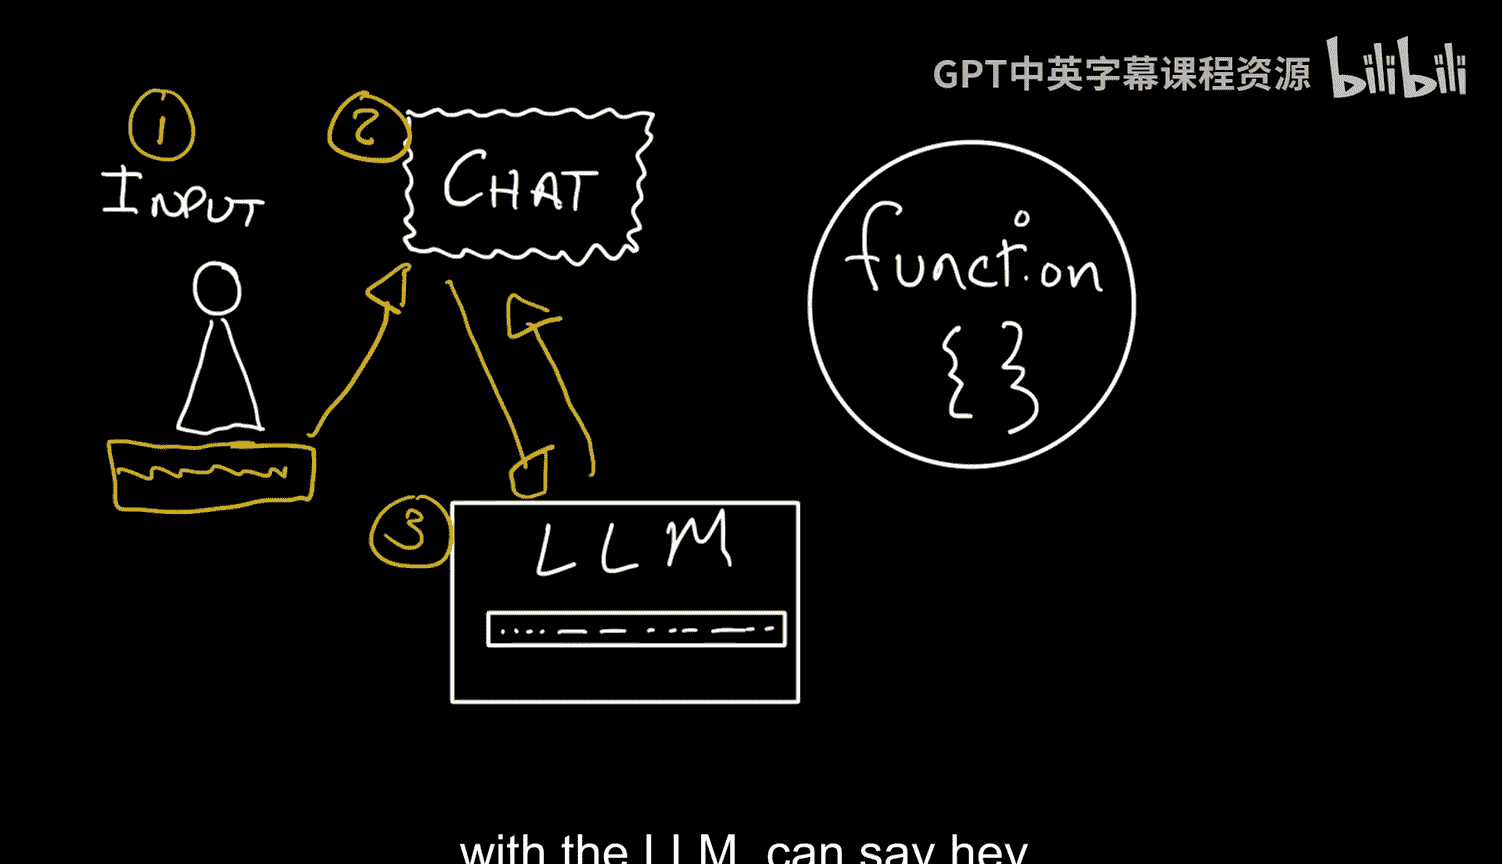 GPT中英字幕课程资源 bilibili
1
INPUT
2
CHAT
function
{ }
3
LLM
with the LLM, can say hey